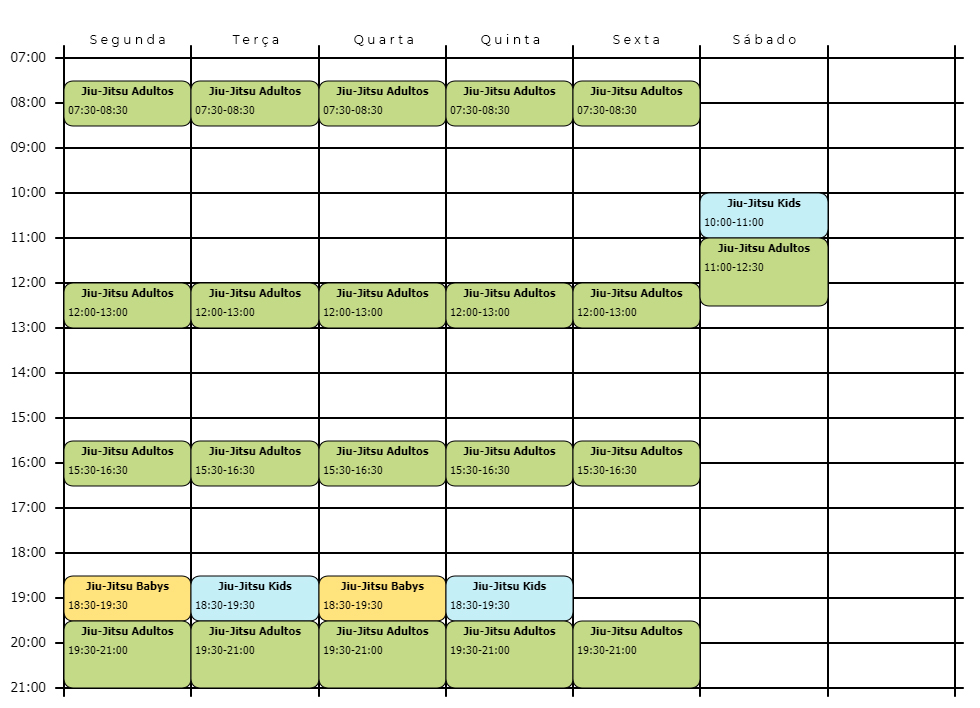 Segunda Terça Quarta Quinta Sexta Sábado
07:00
Jiu-Jitsu Adultos Jiu-Jitsu Adultos Jiu-Jitsu Adultos Jiu-Jitsu Adultos Jiu-Jitsu Adultos
08:00
07:30-08:30 07:30-08:30 07:30-08:30 07:30-08:30 07:30-08:30
09:00
10:00
Jiu-Jitsu Kids
10:00-11:00
11:00
Jiu-Jitsu Adultos
11:00-12:30
12:00
Jiu-Jitsu Adultos Jiu-Jitsu Adultos Jiu-Jitsu Adultos Jiu-Jitsu Adultos Jiu-Jitsu Adultos
12:00-13:00 12:00-13:00 12:00-13:00 12:00-13:00 12:00-13:00
13:00
14:00
15:00
Jiu-Jitsu Adultos Jiu-Jitsu Adultos Jiu-Jitsu Adultos Jiu-Jitsu Adultos Jiu-Jitsu Adultos
16:00
15:30-16:30 15:30-16:30 15:30-16:30 15:30-16:30 15:30-16:30
17:00
18:00
Jiu-Jitsu Babys Jiu-Jitsu Kids Jiu-Jitsu Babys Jiu-Jitsu Kids
19:00
18:30-19:30 18:30-19:30 18:30-19:30 18:30-19:30
Jiu-Jitsu Adultos Jiu-Jitsu Adultos Jiu-Jitsu Adultos Jiu-Jitsu Adultos Jiu-Jitsu Adultos
20:00
19:30-21:00 19:30-21:00 19:30-21:00 19:30-21:00 19:30-21:00
21:00